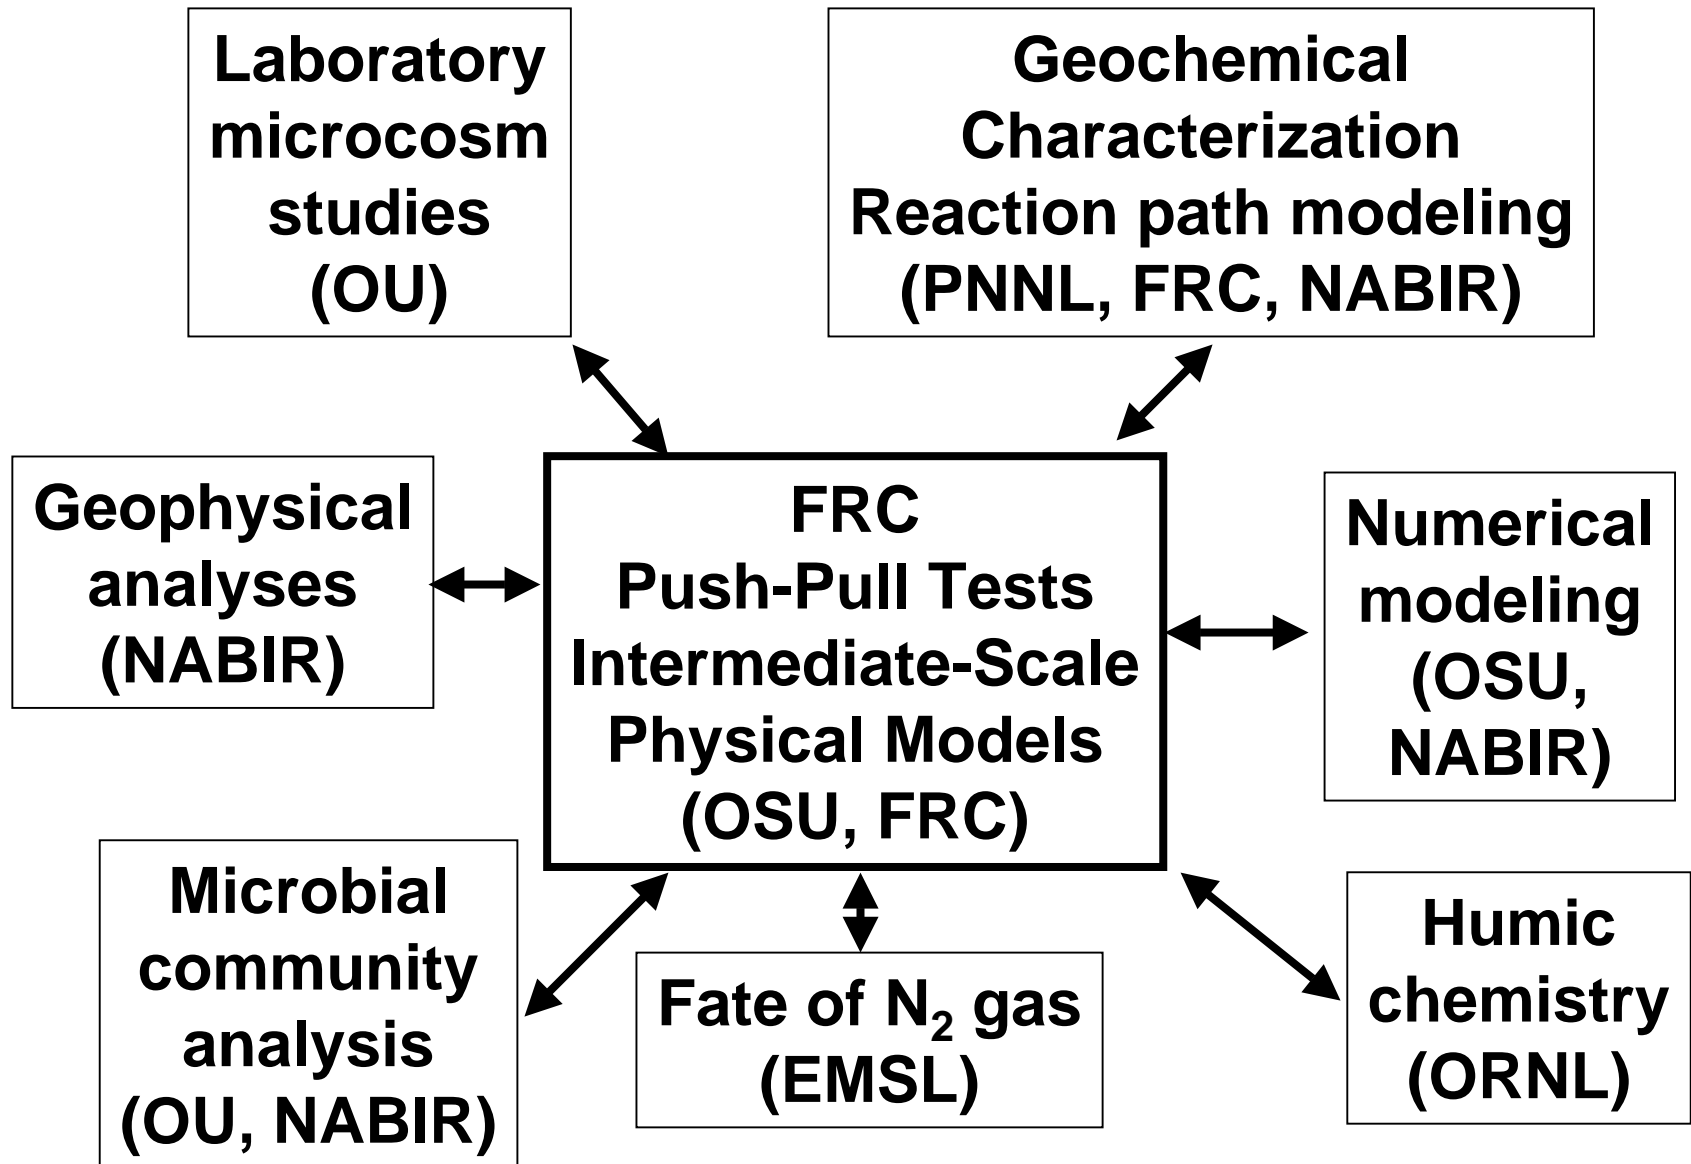 Laboratory
microcosm
studies
(OU)
Geochemical
Characterization
Reaction path modeling
(PNNL, FRC, NABIR)
Geophysical
analyses
(NABIR)
FRC
Push-Pull Tests
Intermediate-Scale
Physical Models
(OSU, FRC)
Numerical
modeling
(OSU,
NABIR)
Microbial
community
analysis
(OU, NABIR)
Fate of N₂ gas
(EMSL)
Humic
chemistry
(ORNL)